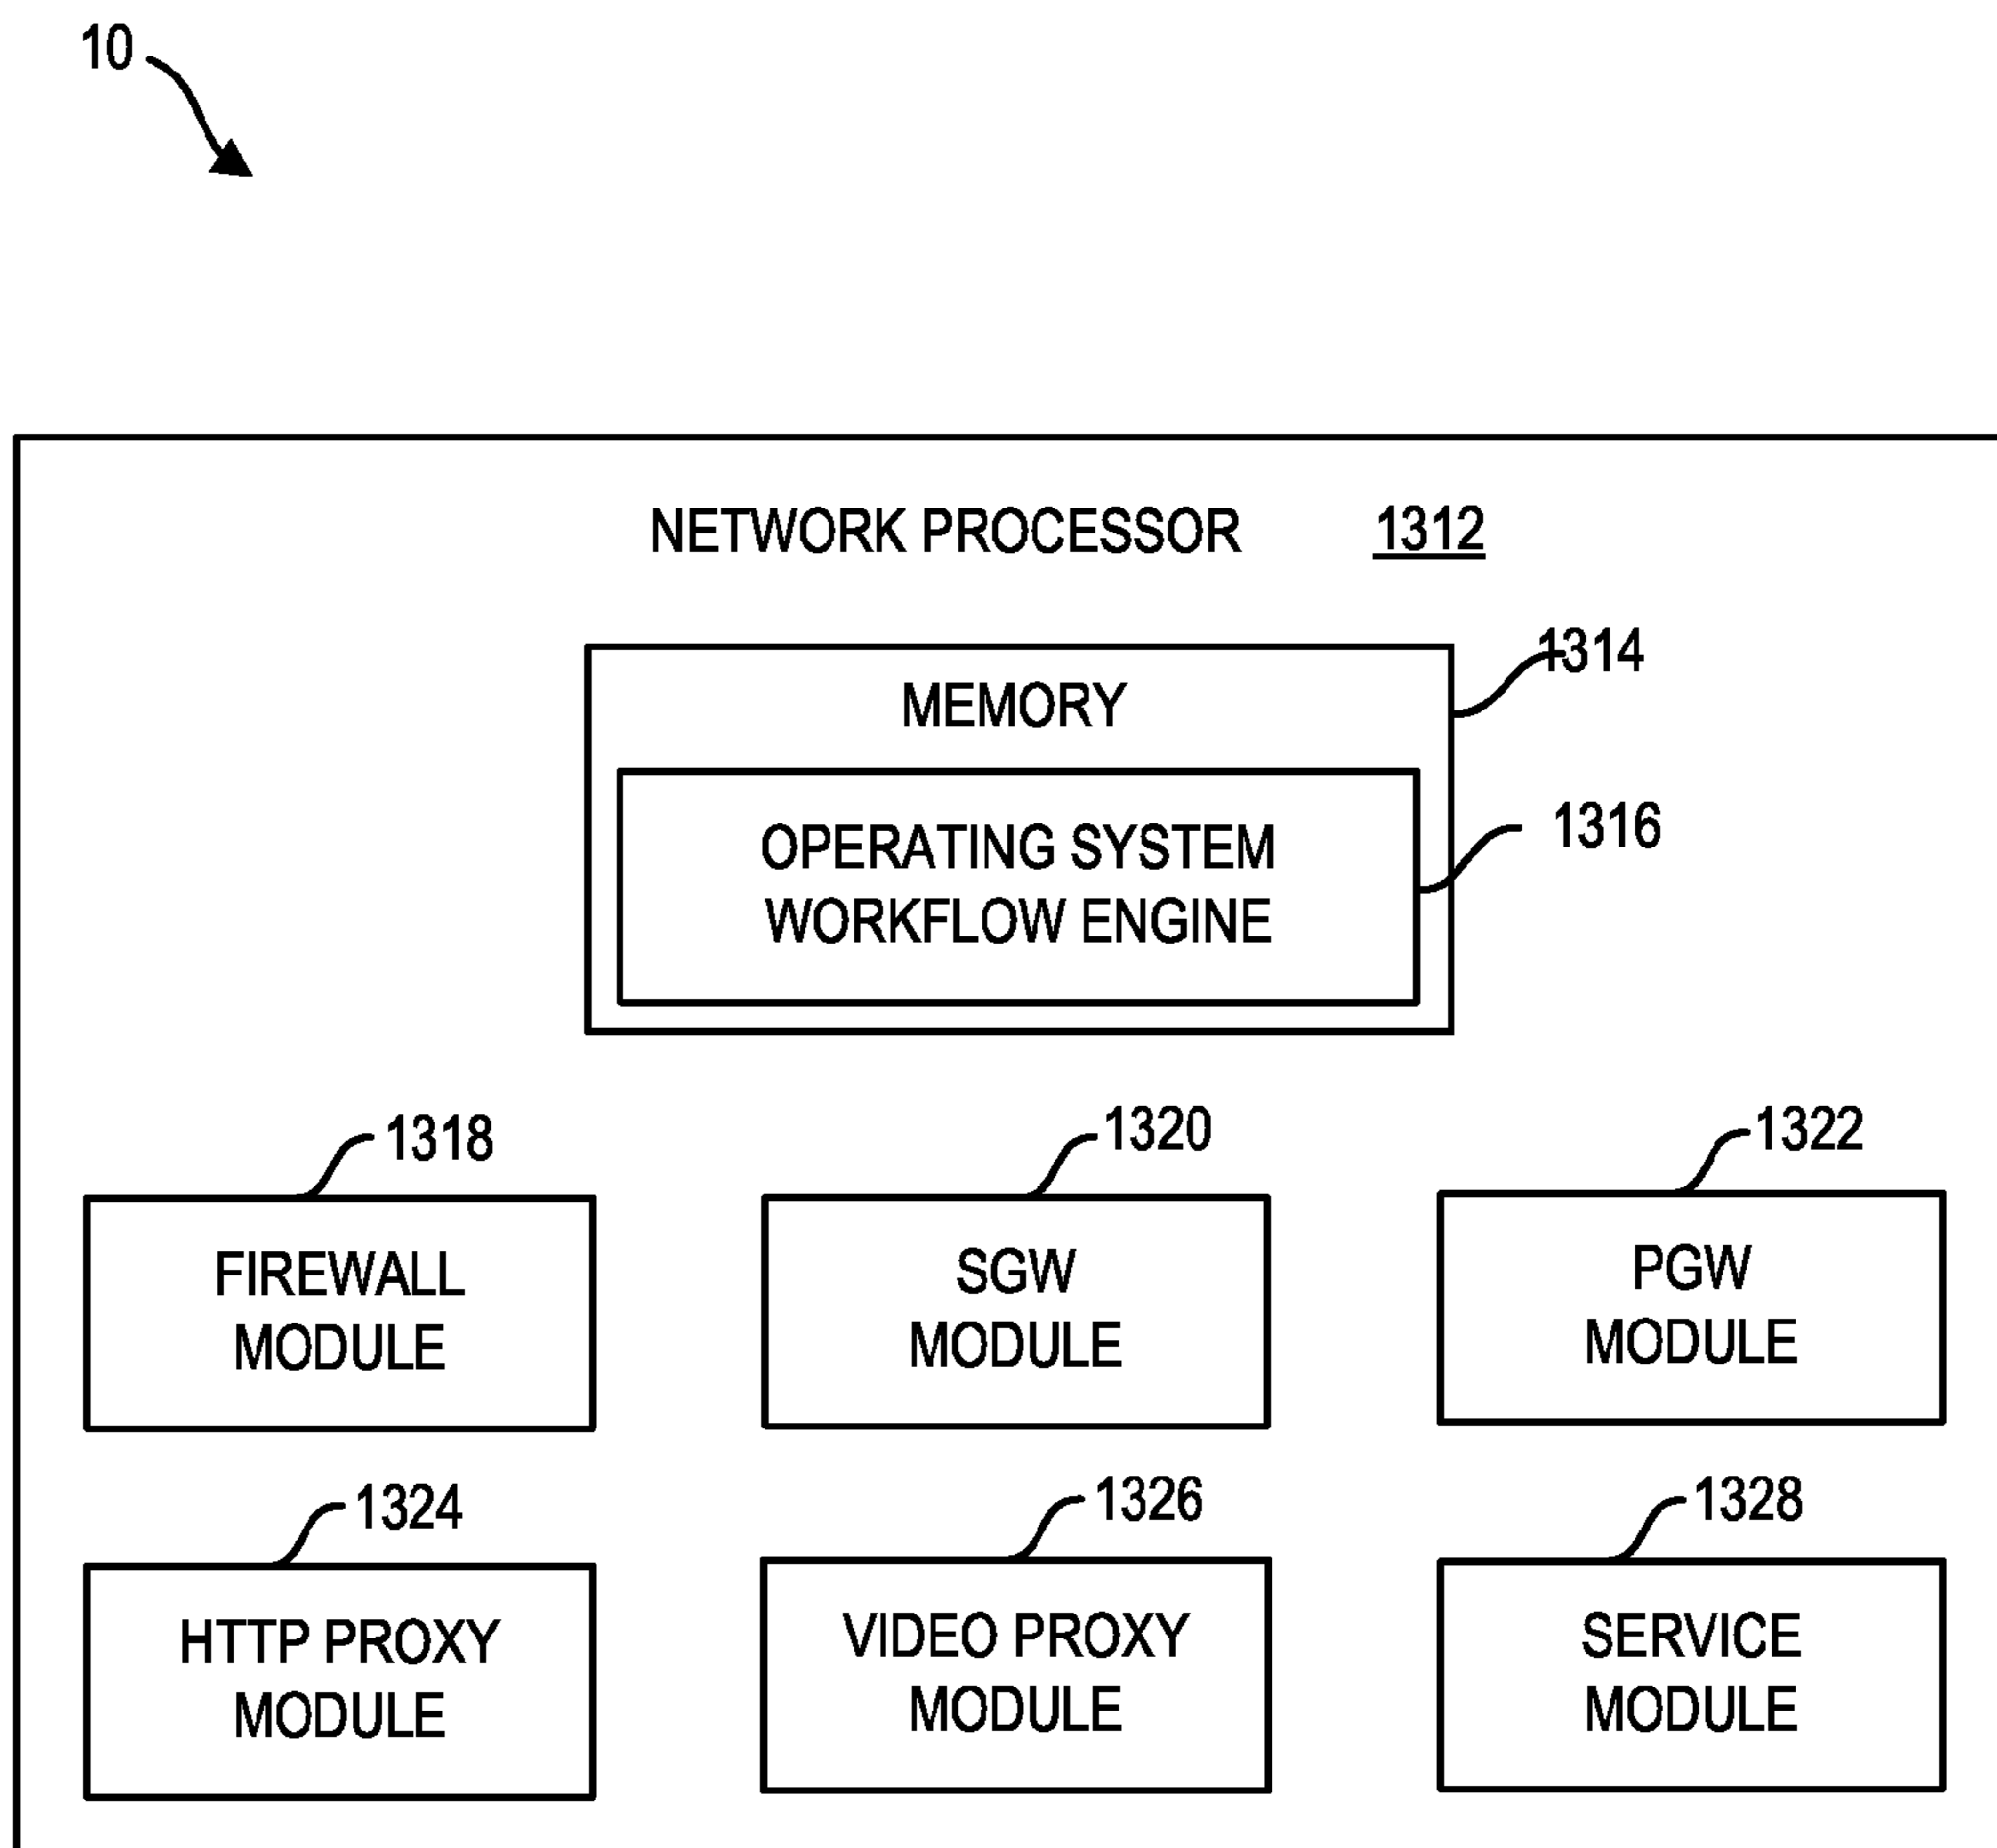 10
NETWORK PROCESSOR 1312
1314
MEMORY
1316
OPERATING SYSTEM
WORKFLOW ENGINE
1318
1320
1322
FIREWALL
MODULE
SGW
MODULE
PGW
MODULE
1324
1326
1328
HTTP PROXY
MODULE
VIDEO PROXY
MODULE
SERVICE
MODULE